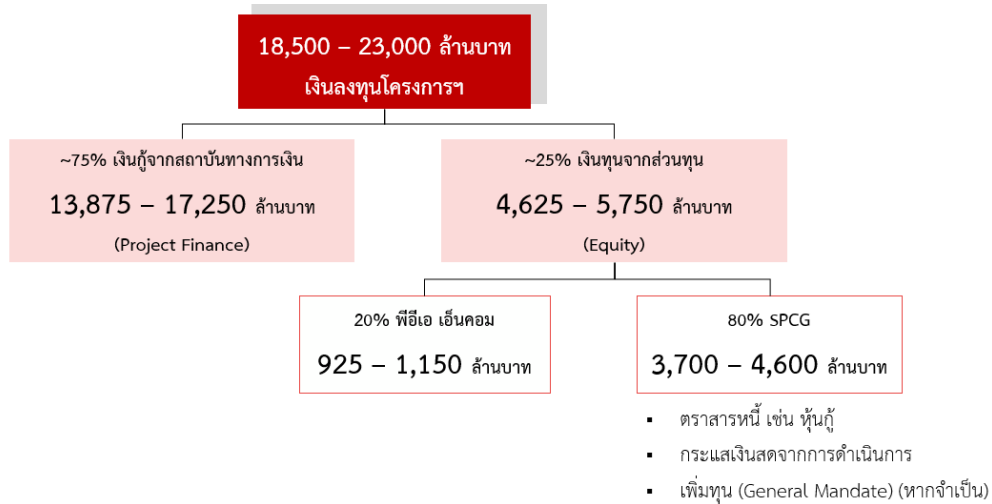 18,500 – 23,000 ล้านบาท
เงินลงทุนโครงการฯ
~75% เงินกู้จากสถาบันทางการเงิน
13,875 – 17,250 ล้านบาท
(Project Finance)
~25% เงินทุนจากส่วนทุน
4,625 – 5,750 ล้านบาท
(Equity)
20% พีอีเอ เอ็นคอม
925 – 1,150 ล้านบาท
80% SPCG
3,700 – 4,600 ล้านบาท
▪ ตราสารหนี้ เช่น หุ้นกู้
▪ กระแสเงินสดจากการดำเนินการ
▪ เพิ่มทุน (General Mandate) (หากจำเป็น)